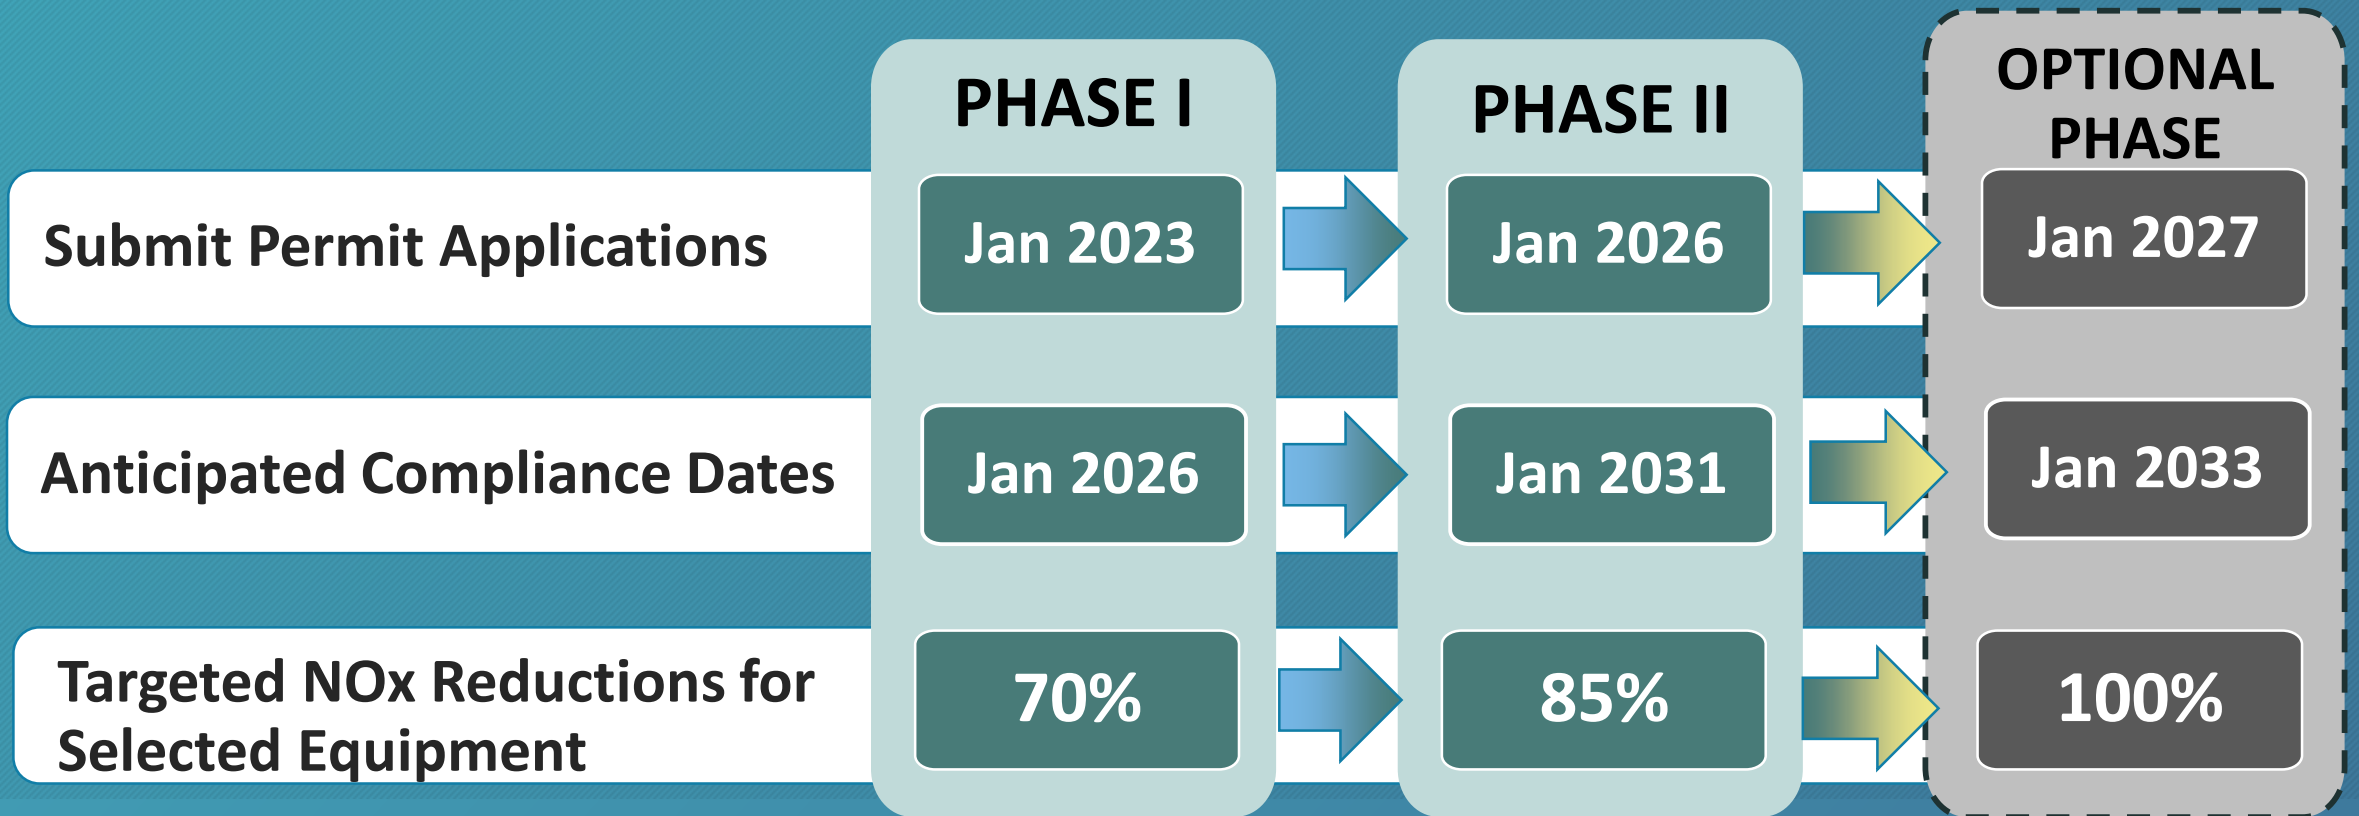 PHASE I
PHASE II
OPTIONAL
PHASE
Submit Permit Applications
Jan 2023
Jan 2026
Jan 2027
Anticipated Compliance Dates
Jan 2026
Jan 2031
Jan 2033
Targeted NOx Reductions for
Selected Equipment
70%
85%
100%